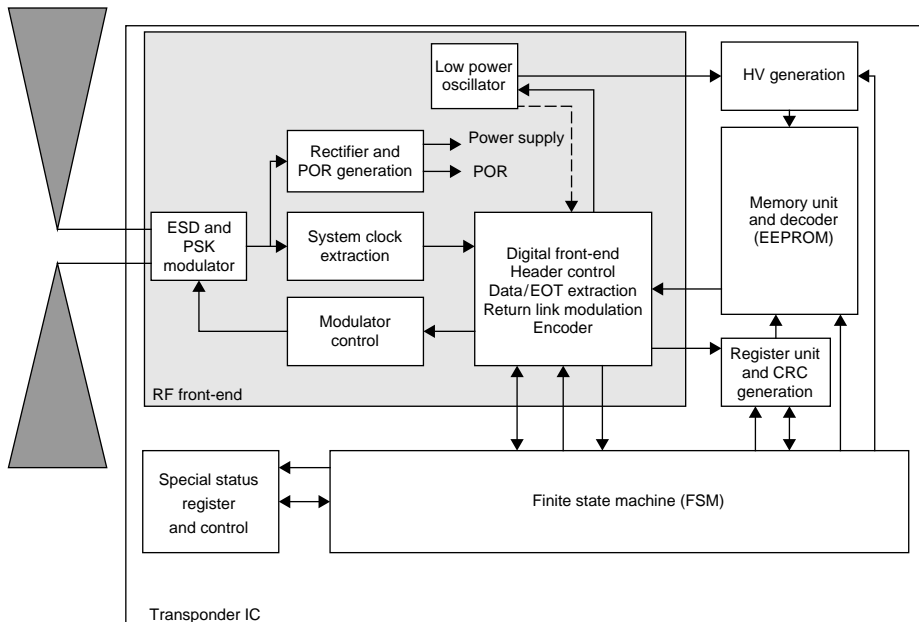 Low power
oscillator
HV generation
Rectifier and
POR generation
Power supply
POR
Memory unit
and decoder
(EEPROM)
ESD and
PSK
modulator
System clock
extraction
Digital front-end
Header control
Data/EOT extraction
Return link modulation
Encoder
Modulator
control
Register unit
and CRC
generation
RF front-end
Special status
register
and control
Finite state machine (FSM)
Transponder IC